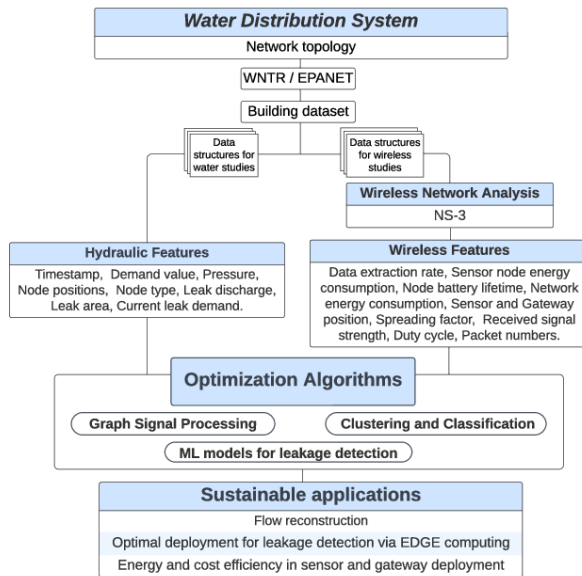 Water Distribution System
Network topology
WNTR / EPANET
Building dataset
Data
structures for
water studies
Data structures
for wireless
studies
Wireless Network Analysis
NS-3
Hydraulic Features
Timestamp, Demand value, Pressure,
Node positions, Node type, Leak discharge,
Leak area, Current leak demand.
Wireless Features
Data extraction rate, Sensor node energy
consumption, Node battery lifetime, Network
energy consumption, Sensor and Gateway
position, Spreading factor, Received signal
strength, Duty cycle, Packet numbers.
Optimization Algorithms
Graph Signal Processing
Clustering and Classification
ML models for leakage detection
Sustainable applications
Flow reconstruction
Optimal deployment for leakage detection via EDGE computing
Energy and cost efficiency in sensor and gateway deployment